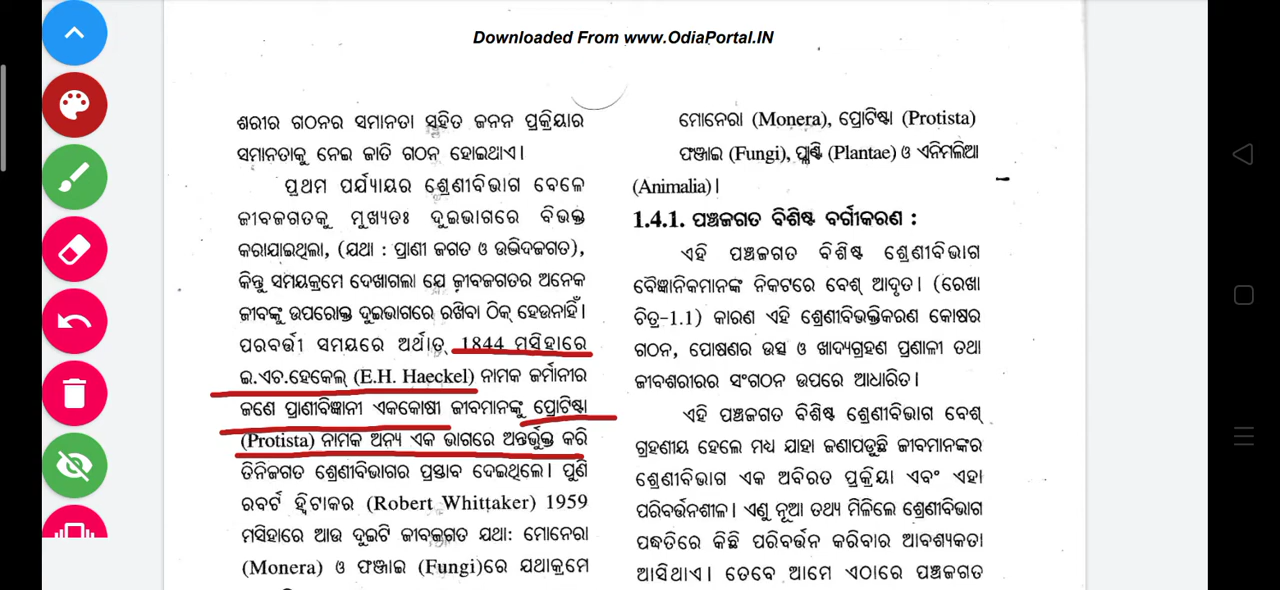 Downloaded From www.OdiaPortal.IN
ଶରୀର ଗଠନର ସମାନତା ସହିତ ଜନନ ପ୍ରକ୍ରିୟାର
ସମାନତାକୁ ନେଇ ଜାତି ଗଠନ ହୋଇଥାଏ।
ପ୍ରଥମ ପର୍ଯ୍ୟାୟର ଶ୍ରେଣୀବିଭାଗ ବେଳେ
ଜୀବଜଗତକୁ ମୁଖ୍ୟତଃ ଦୁଇଭାଗରେ ବିଭକ୍ତ
କରାଯାଇଥିଲା, (ଯଥା : ପ୍ରାଣୀ ଜଗତ ଓ ଉଦ୍ଭିଦଜଗତ),
କିନ୍ତୁ ସମୟକ୍ରମେ ଦେଖାଗଲା ଯେ ଜୀବଜଗତର ଅନେକ
ଜୀବଙ୍କୁ ଉପରୋକ୍ତ ଦୁଇଭାଗରେ ରଖିବା ଠିକ୍ ହେଉନାହିଁ।
ପରବର୍ତ୍ତୀ ସମୟରେ ଅର୍ଥାତ୍ 1844 ମସିହାରେ
ଇ.ଏଚ.ହେକେଲ୍ (E.H. Haeckel) ନାମକ ଜର୍ମାନୀର
ଜଣେ ପ୍ରାଣୀବିଜ୍ଞାନୀ ଏକକୋଷୀ ଜୀବମାନଙ୍କୁ ପ୍ରୋଟିଷ୍ଟା
(Protista) ନାମକ ଅନ୍ୟ ଏକ ଭାଗରେ ଅନ୍ତର୍ଭୁକ୍ତ କରି
ତିନିଜଗତ ଶ୍ରେଣୀବିଭାଗର ପ୍ରସ୍ତାବ ଦେଇଥିଲେ। ପୁଣି
ରବର୍ଟ ହ୍ବିଟାକର (Robert Whittaker) 1959
ମସିହାରେ ଆଉ ଦୁଇଟି ଜୀବଜଗତ ଯଥା: ମୋନେରା
(Monera) ଓ ଫଞ୍ଜାଇ (Fungi)ରେ ଯଥାକ୍ରମେ
ମୋନେରା (Monera), ପ୍ରୋଟିଷ୍ଟା (Protista)
ଫଞ୍ଜାଇ (Fungi), ପ୍ଲାଣ୍ଟି (Plantae) ଓ ଏନିମଲିଆ
(Animalia)।
1.4.1. ପଞ୍ଚଜଗତ ବିଶିଷ୍ଟ ବର୍ଗୀକରଣ :
ଏହି ପଞ୍ଚଜଗତ ବିଶିଷ୍ଟ ଶ୍ରେଣୀବିଭାଗ
ବୈଜ୍ଞାନିକମାନଙ୍କ ନିକଟରେ ବେଶ୍ ଆଦୃତ। (ରେଖା
ଚିତ୍ର-1.1) କାରଣ ଏହି ଶ୍ରେଣୀବିଭକ୍ତିକରଣ କୋଷର
ଗଠନ, ପୋଷଣର ଉତ୍ସ ଓ ଖାଦ୍ୟଗ୍ରହଣ ପ୍ରଣାଳୀ ତଥା
ଜୀବଶରୀରର ସଂଗଠନ ଉପରେ ଆଧାରିତ।
ଏହି ପଞ୍ଚଜଗତ ବିଶିଷ୍ଟ ଶ୍ରେଣୀବିଭାଗ ବେଶ୍
ଗ୍ରହଣୀୟ ହେଲେ ମଧ୍ୟ ଯାହା ଜଣାପଡୁଛି ଜୀବମାନଙ୍କର
ଶ୍ରେଣୀବିଭାଗ ଏକ ଅବିରତ ପ୍ରକ୍ରିୟା ଏବଂ ଏହା
ପରିବର୍ତ୍ତନଶୀଳ। ଏଣୁ ନୂଆ ତଥ୍ୟ ମିଳିଲେ ଶ୍ରେଣୀବିଭାଗ
ପଦ୍ଧତିରେ କିଛି ପରିବର୍ତ୍ତନ କରିବାର ଆବଶ୍ୟକତା
ଆସିଥାଏ। ତେବେ ଆମେ ଏଠାରେ ପଞ୍ଚଜଗତ